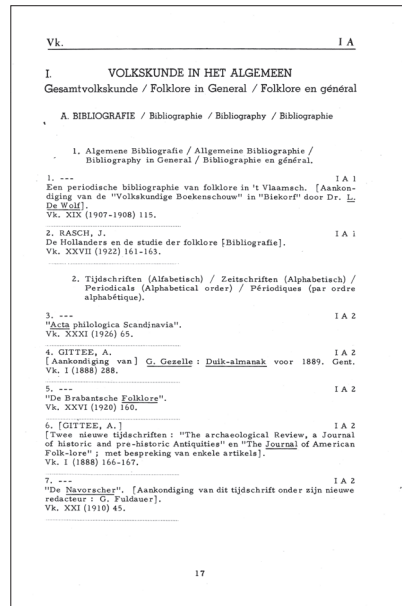 Vk. I A
I. VOLKSKUNDE IN HET ALGEMEEN
Gesamtvolkskunde / Folklore in General / Folklore en général
A. BIBLIOGRAFIE / Bibliographie / Bibliography / Bibliographie
1. Algemene Bibliografie / Allgemeine Bibliographie /
Bibliography in General / Bibliographie en général.
1. --- I A 1
Een periodische bibliographie van folklore in 't Vlaamsch. [Aankon-
diging van de "Volkskundige Boekenschouw" in "Biekorf" door Dr. L.
De Wolf].
Vk. XIX (1907-1908) 115.
2. RASCH, J. I A 1
De Hollanders en de studie der folklore [Bibliografie].
Vk. XXVII (1922) 161-163.
2. Tijdschriften (Alfabetisch) / Zeitschriften (Alphabetisch) /
Periodicals (Alphabetical order) / Périodiques (par ordre
alphabétique).
3. --- I A 2
"Acta philologica Scandinavia".
Vk. XXXI (1926) 65.
4. GITTEE, A. I A 2
[Aankondiging van] G. Gezelle : Duik-almanak voor 1889. Gent.
Vk. I (1888) 288.
5. --- I A 2
"De Brabantsche Folklore".
Vk. XXVI (1920) 160.
6. [GITTEE, A.] I A 2
[Twee nieuwe tijdschriften : "The archaeological Review, a Journal
of historic and pre-historic Antiquities" en "The Journal of American
Folk-lore" ; met bespreking van enkele artikels].
Vk. I (1888) 166-167.
7. --- I A 2
"De Navorscher". [Aankondiging van dit tijdschrift onder zijn nieuwe
redacteur : G. Fuldauer].
Vk. XXI (1910) 45.
17